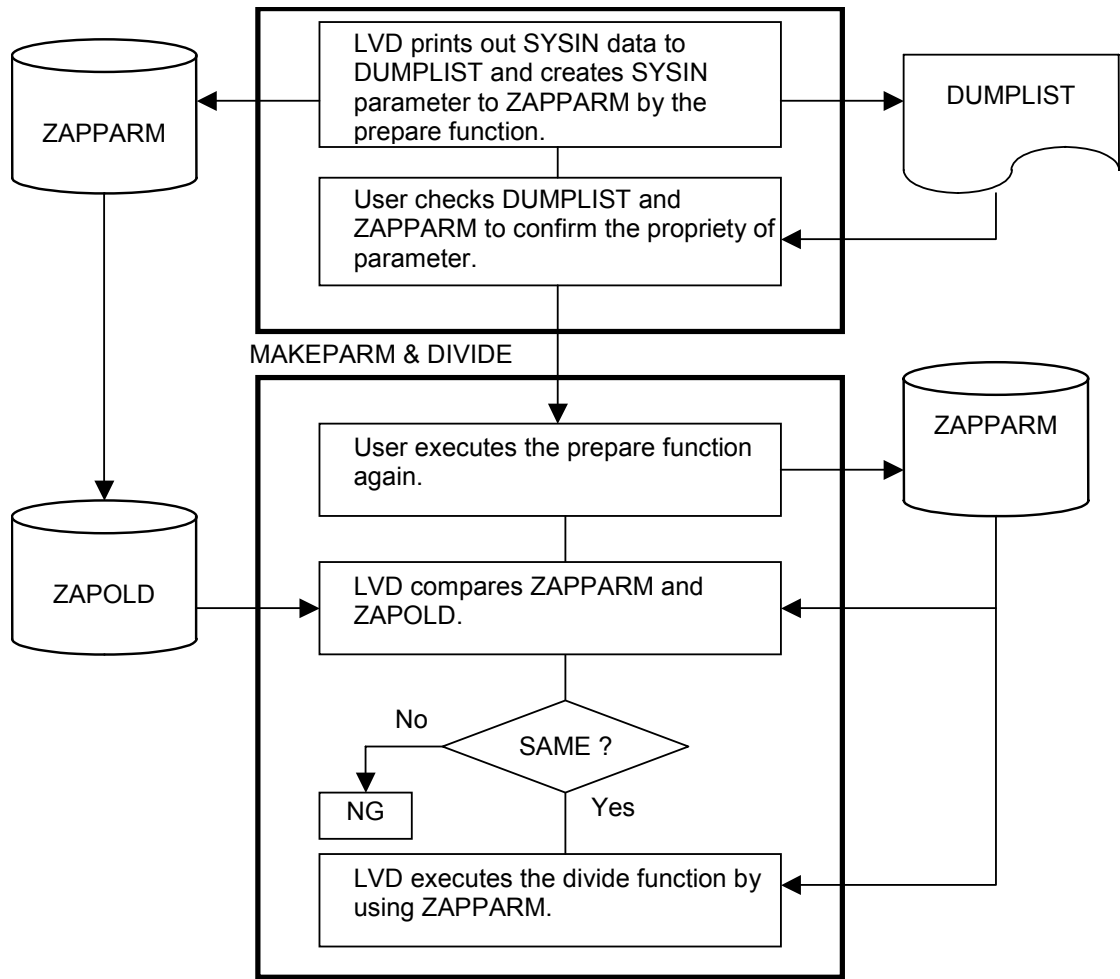 LVD prints out SYSIN data to
DUMPLIST and creates SYSIN
parameter to ZAPPARM by the
prepare function.
ZAPPARM
DUMPLIST
User checks DUMPLIST and
ZAPPARM to confirm the propriety of
parameter.
MAKEPARM & DIVIDE
User executes the prepare function
again.
ZAPPARM
ZAPOLD
LVD compares ZAPPARM and
ZAPOLD.
No
SAME ?
NG
Yes
LVD executes the divide function by
using ZAPPARM.